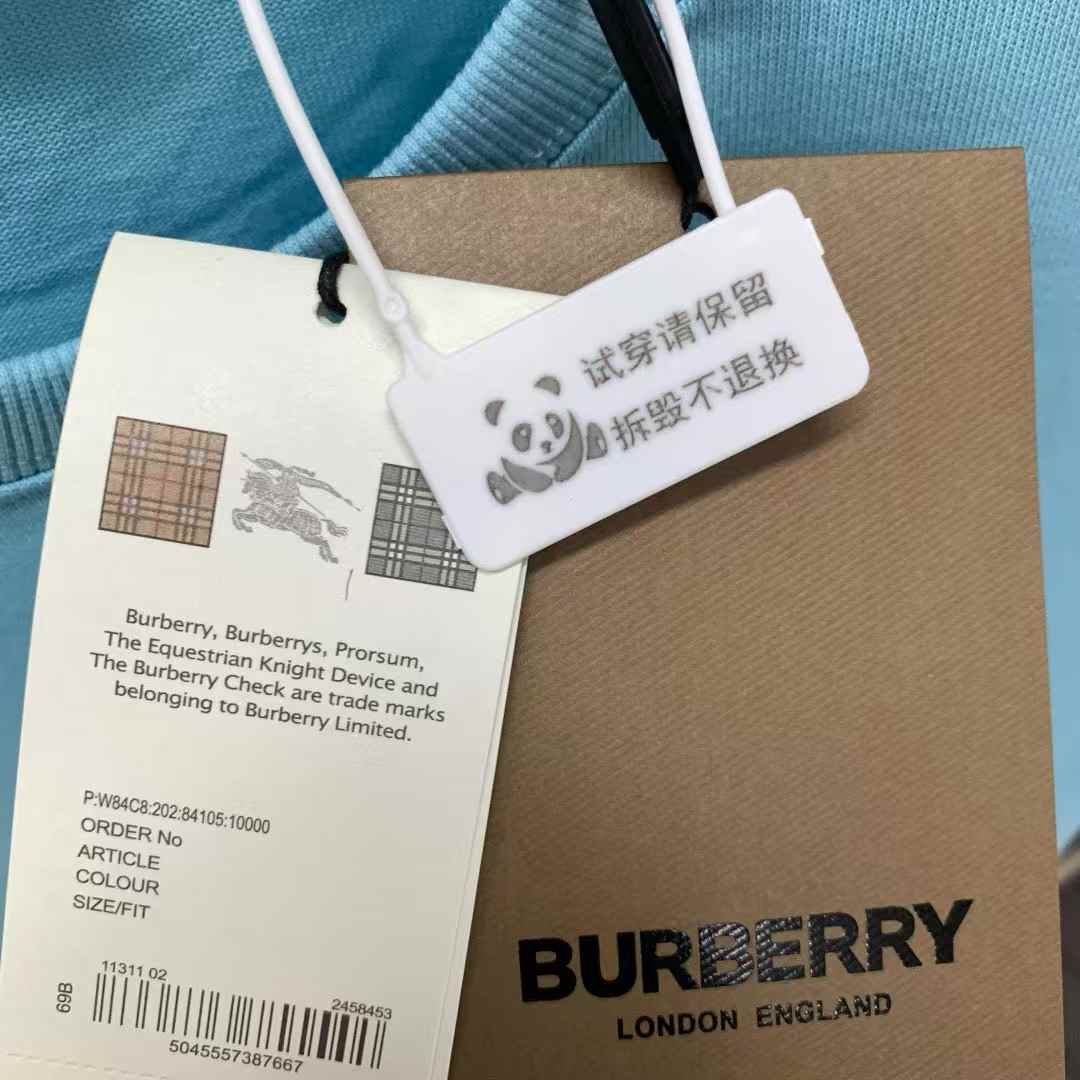 试穿请保留
拆毁不退换
Burberry, Burberrys, Prorsum,
The Equestrian Knight Device and
The Burberry Check are trade marks
belonging to Burberry Limited.
P:W84C8:202:84105:10000
ORDER No
ARTICLE
COLOUR
SIZE/FIT
69B
11311 02
2458453
5045557387667
BURBERRY
LONDON ENGLAND